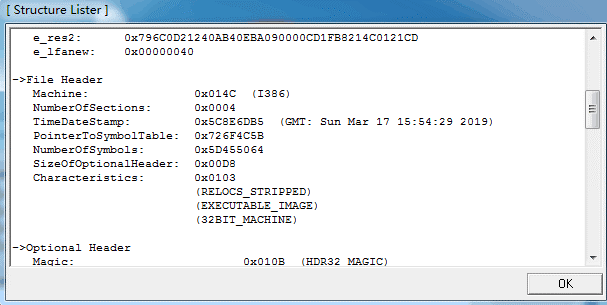 [ Structure Lister ]
e_res2: 0x796C0D21240AB40EBA090000CD1FB8214C0121CD
e_lfanew: 0x00000040
->File Header
Machine: 0x014C (I386)
NumberOfSections: 0x0004
TimeDateStamp: 0x5C8E6DB5 (GMT: Sun Mar 17 15:54:29 2019)
PointerToSymbolTable: 0x726F4C5B
NumberOfSymbols: 0x5D455064
SizeOfOptionalHeader: 0x00D8
Characteristics: 0x0103
(RELOCS_STRIPPED)
(EXECUTABLE_IMAGE)
(32BIT_MACHINE)
->Optional Header
Magic: 0x010B (HDR32_MAGIC)
OK